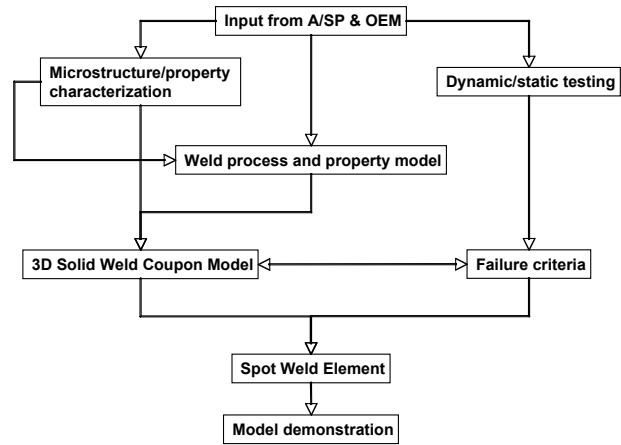 Input from A/SP & OEM
Microstructure/property
characterization
Dynamic/static testing
Weld process and property model
3D Solid Weld Coupon Model
Failure criteria
Spot Weld Element
Model demonstration